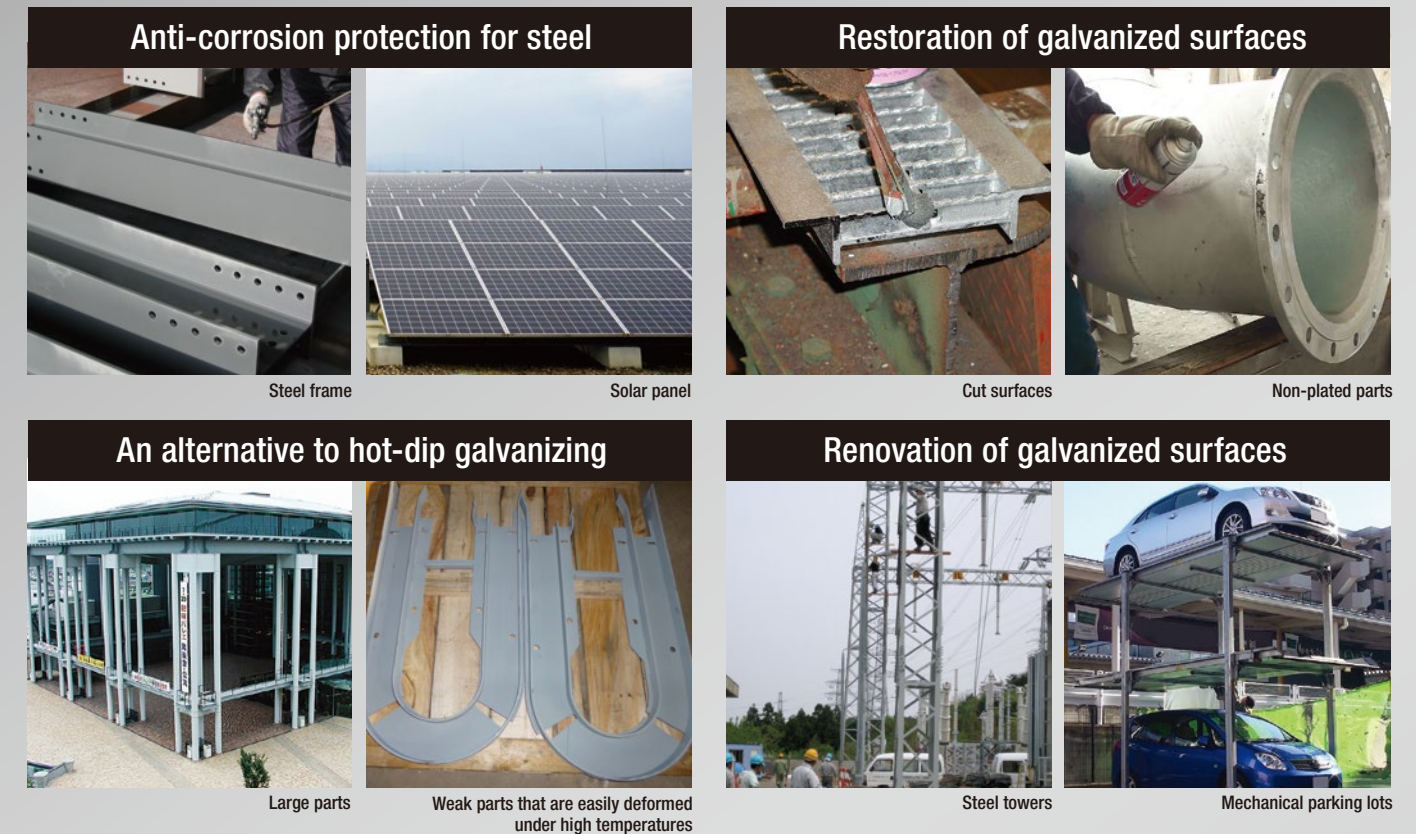 Anti-corrosion protection for steel
Restoration of galvanized surfaces
Steel frame
Solar panel
Cut surfaces
Non-plated parts
An alternative to hot-dip galvanizing
Renovation of galvanized surfaces
Large parts
Weak parts that are easily deformed
under high temperatures
Steel towers
Mechanical parking lots